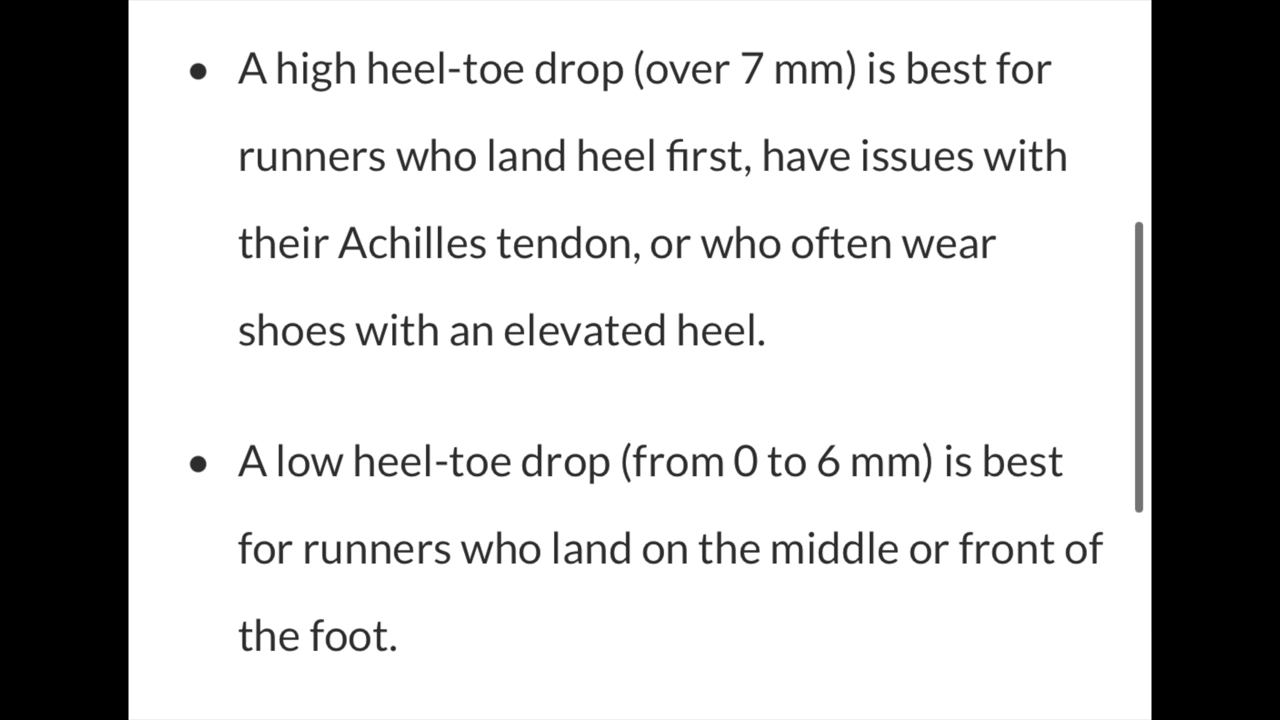 • A high heel-toe drop (over 7 mm) is best for
runners who land heel first, have issues with
their Achilles tendon, or who often wear
shoes with an elevated heel.
• A low heel-toe drop (from 0 to 6 mm) is best
for runners who land on the middle or front of
the foot.